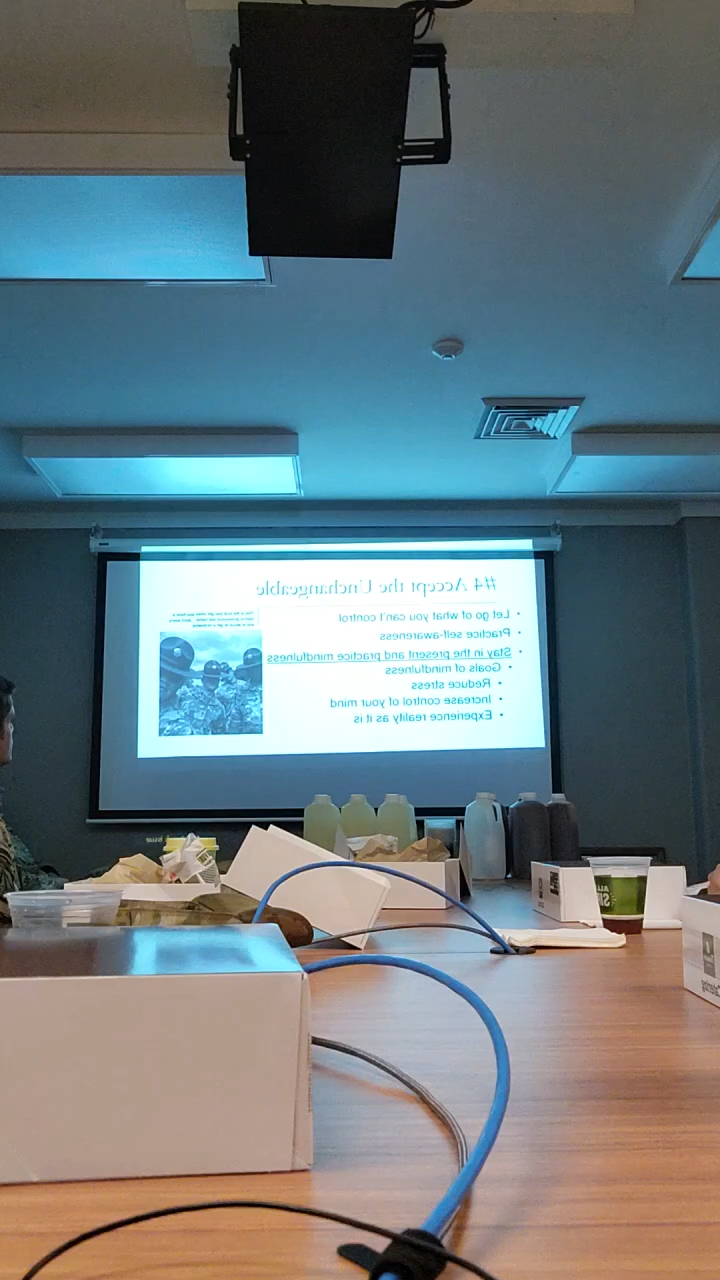 #4 Accept the Unchangeable
• Let go of what you can't control
• Practice self-awareness
• Stay in the present and practice mindfulness
• Goals of mindfulness
• Reduce stress
• Increase control of your mind
• Experience reality as it is